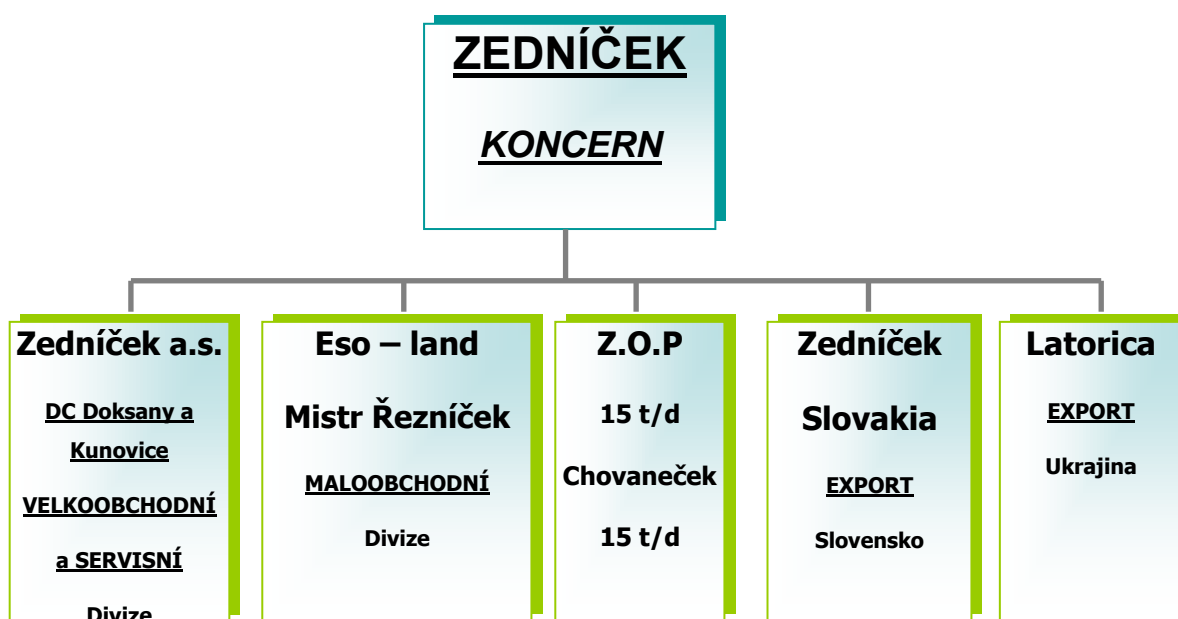 ZEDNÍČEK
KONCERN
Zedníček a.s.
DC Doksany a
Kunovice
VELKOOBCHODNÍ
a SERVISNÍ
Divize
Eso – land
Mistr Řezníček
MALOOBCHODNÍ
Divize
Z.O.P
15 t/d
Chovaneček
15 t/d
Zedníček
Slovakia
EXPORT
Slovensko
Latorica
EXPORT
Ukrajina